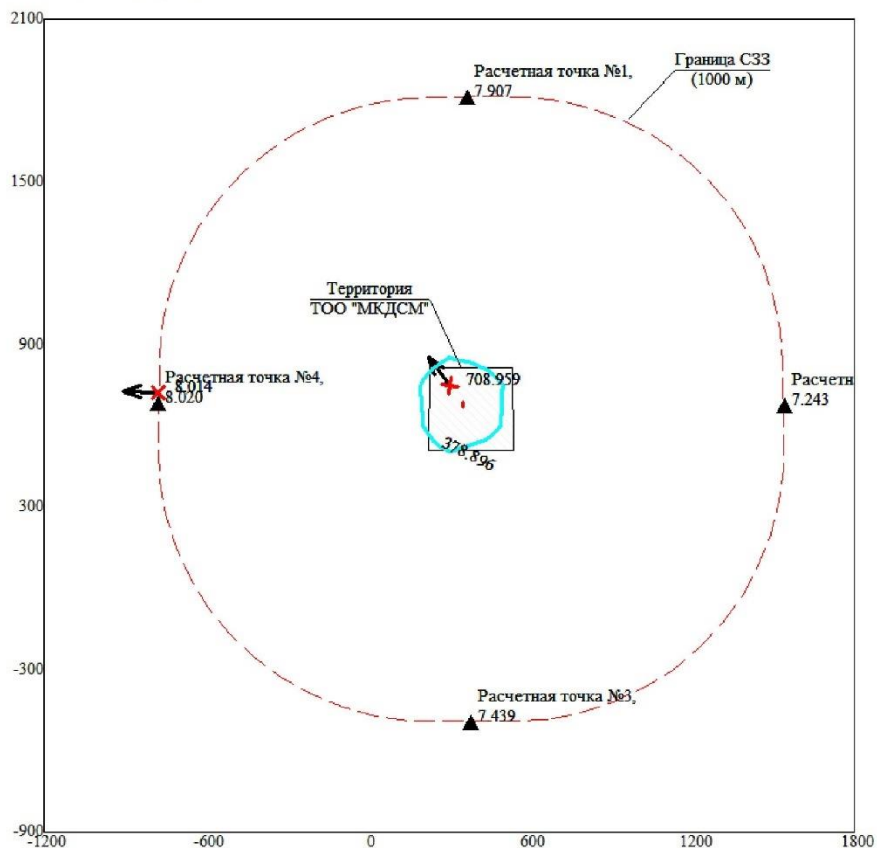 2100
Расчетная точка №1,
7.907
Граница СЗЗ
(1000 м)
1500
Территория
ТОО "МКДСМ"
900
Расчетная точка №4,
8.014
8.020
708.959
Расчетн
7.243
378.896
300
-300
Расчетная точка №3,
7.439
-900
-1200 -600 0 600 1200 1800